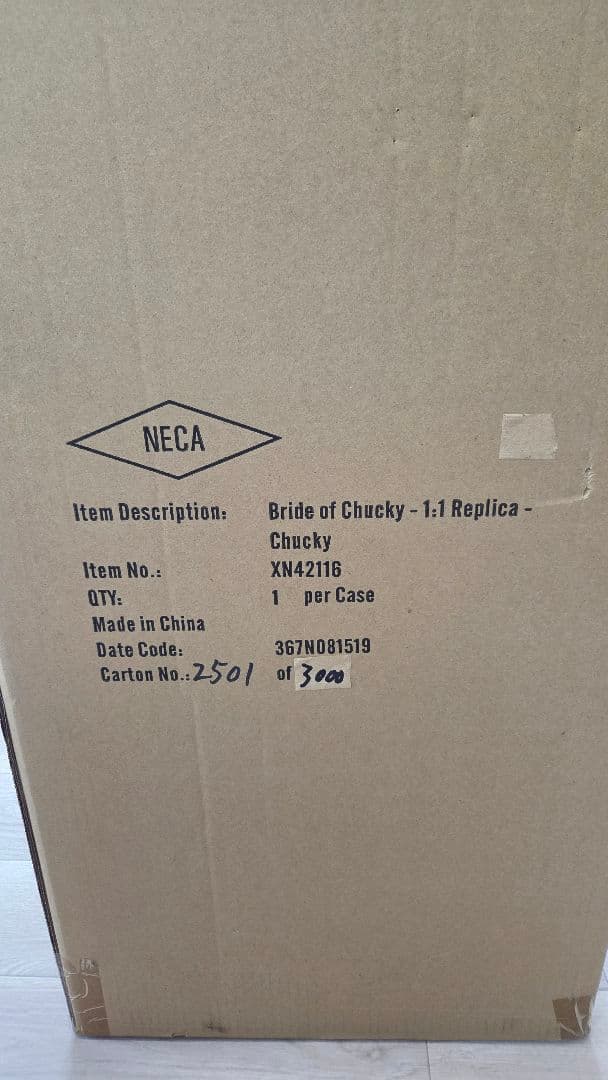 NECA
Item Description: Bride of Chucky - 1:1 Replica -
Chucky
Item No.: XN42116
QTY: 1 per Case
Made in China
Date Code: 367N081519
Carton No.: 2501 of 3000